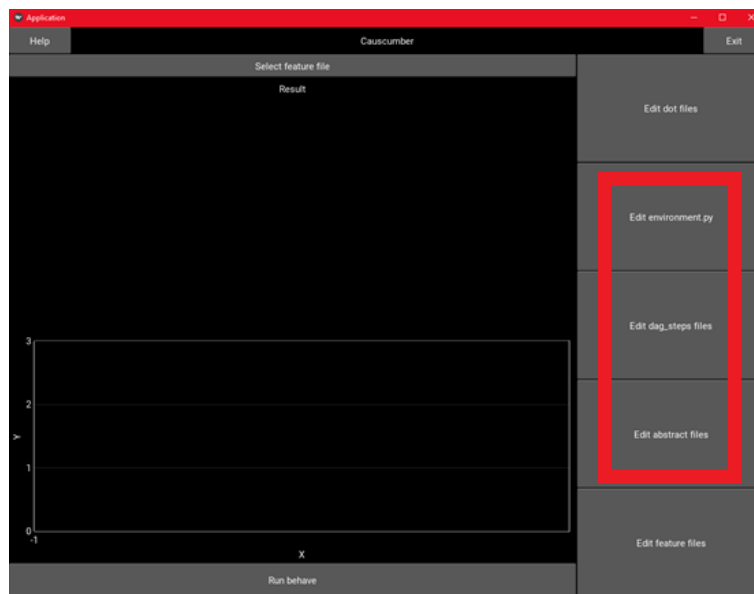 Application
Help
Causcumber
Exit
Select feature file
Result
Edit dot files
Edit environment.py
Edit dag_steps files
Edit abstract files
Edit feature files
3
2
Y
1
0
-1
X
Run behave